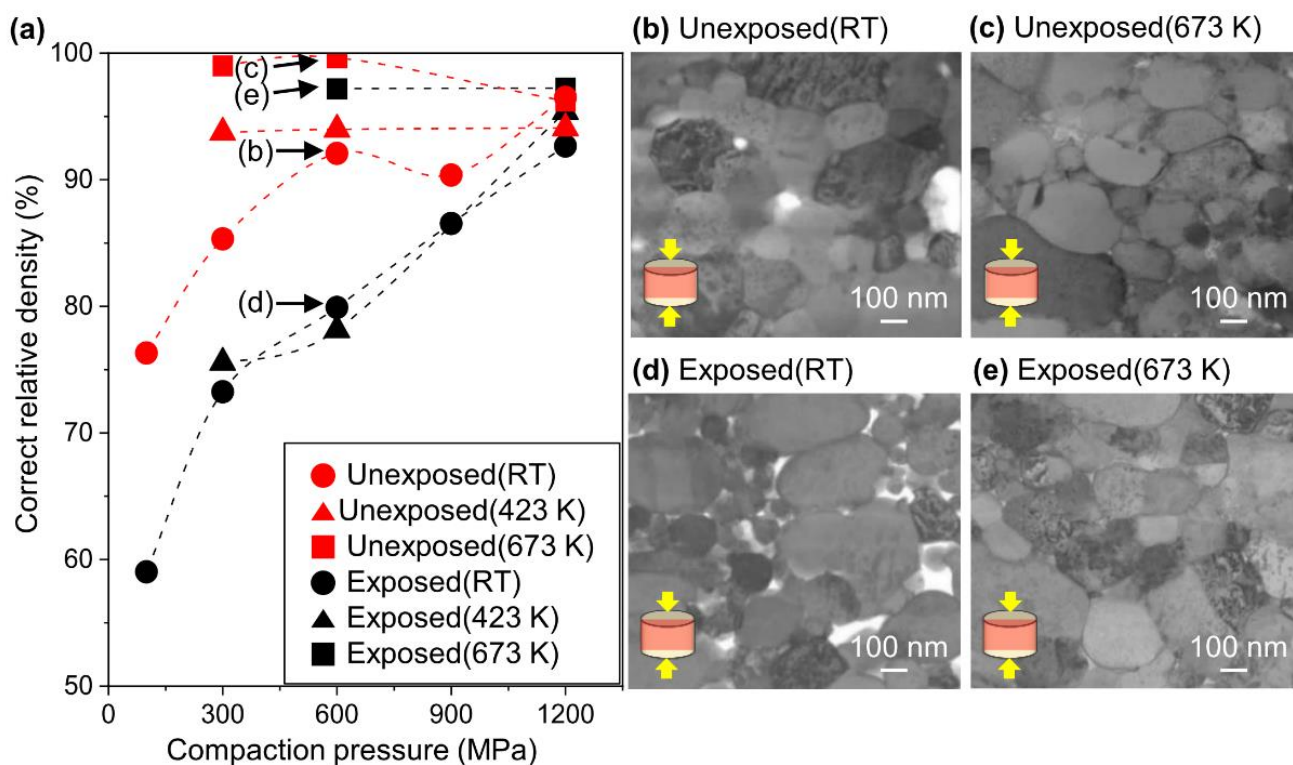 (a)
100
90
80
70
60
50
0
300
600
900
1200
Correct relative density (%)
Compaction pressure (MPa)
(c)
(e)
(b)
(d)
Unexposed(RT)
Unexposed(423 K)
Unexposed(673 K)
Exposed(RT)
Exposed(423 K)
Exposed(673 K)
(b) Unexposed(RT)
100 nm
(c) Unexposed(673 K)
100 nm
(d) Exposed(RT)
100 nm
(e) Exposed(673 K)
100 nm